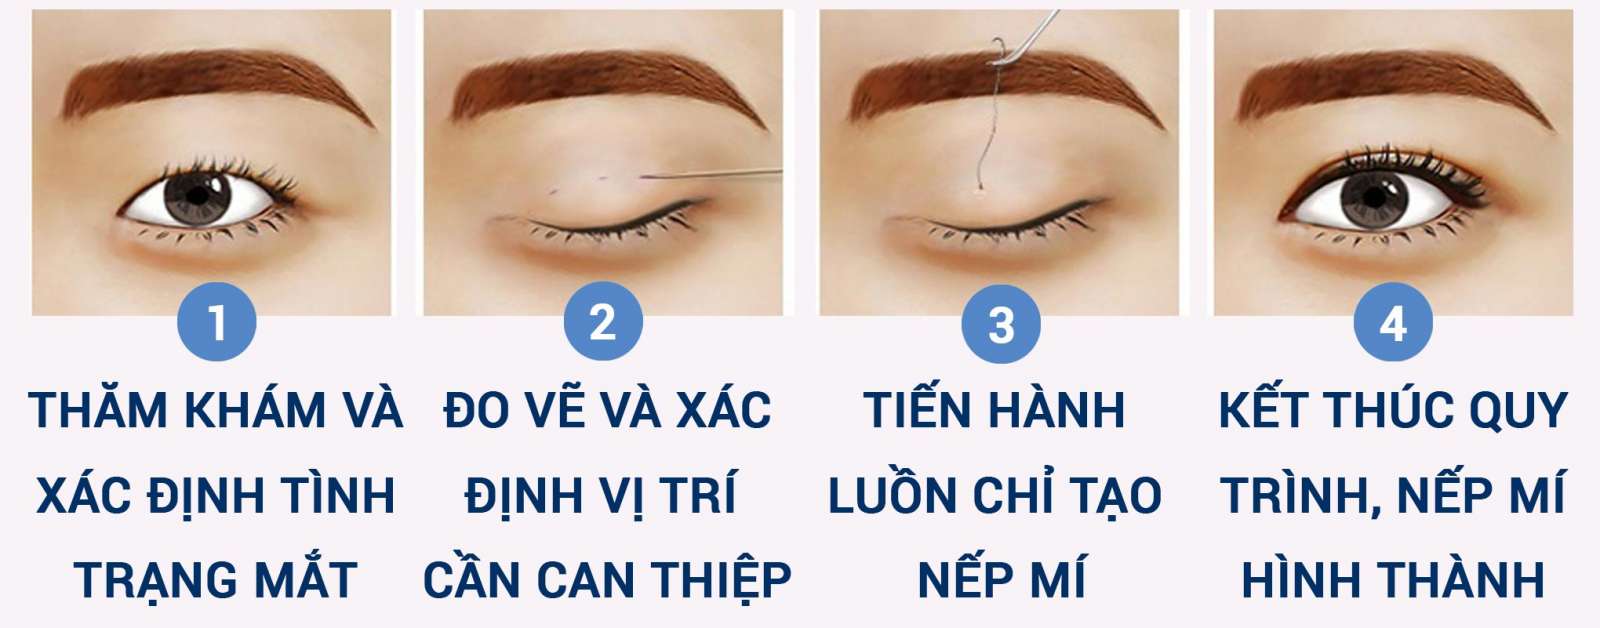 1
THĂM KHÁM VÀ
XÁC ĐỊNH TÌNH
TRẠNG MẮT
2
ĐO VẼ VÀ XÁC
ĐỊNH VỊ TRÍ
CẦN CAN THIỆP
3
TIẾN HÀNH
LUỒN CHỈ TẠO
NẾP MÍ
4
KẾT THÚC QUY
TRÌNH, NẾP MÍ
HÌNH THÀNH